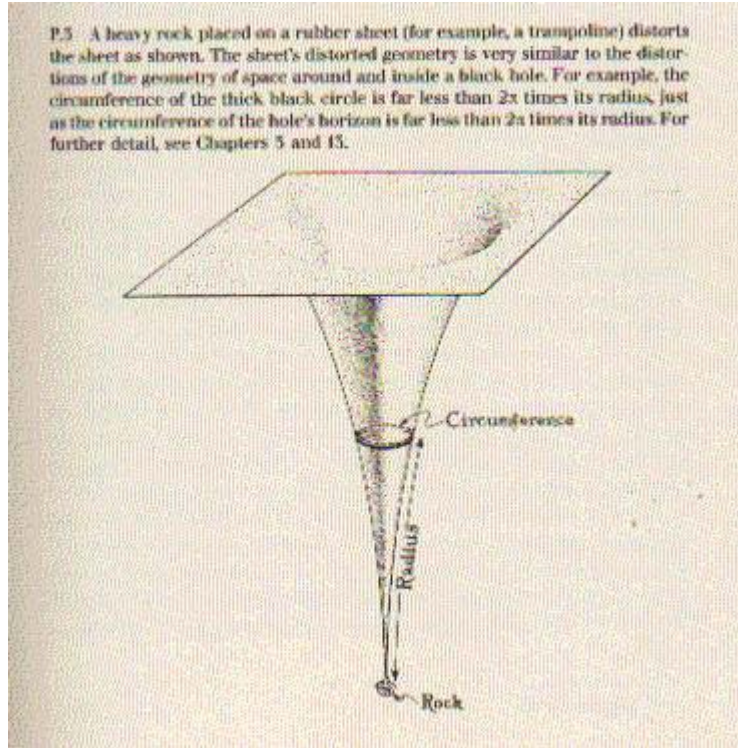 P.3 A heavy rock placed on a rubber sheet (for example, a trampoline) distorts
the sheet as shown. The sheet's distorted geometry is very similar to the distor-
tions of the geometry of space around and inside a black hole. For example, the
circumference of the thick black circle is far less than 2π times its radius, just
as the circumference of the hole's horizon is far less than 2π times its radius. For
further detail, see Chapters 3 and 13.
Circumference
Radius
Rock